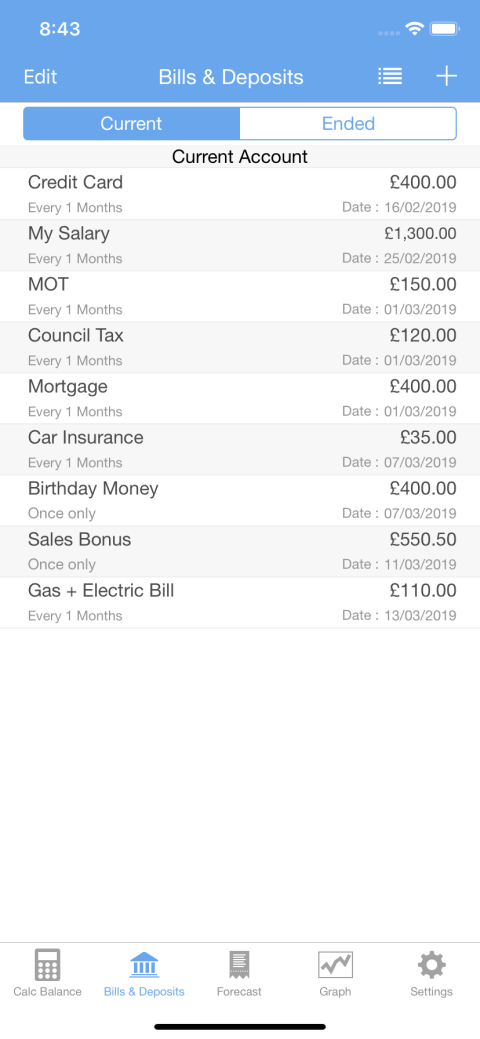 8:43
Edit Bills & Deposits
Current Ended
Current Account
Credit Card £400.00
Every 1 Months Date : 16/02/2019
My Salary £1,300.00
Every 1 Months Date : 25/02/2019
MOT £150.00
Every 1 Months Date : 01/03/2019
Council Tax £120.00
Every 1 Months Date : 01/03/2019
Mortgage £400.00
Every 1 Months Date : 01/03/2019
Car Insurance £35.00
Every 1 Months Date : 07/03/2019
Birthday Money £400.00
Once only Date : 07/03/2019
Sales Bonus £550.50
Once only Date : 11/03/2019
Gas + Electric Bill £110.00
Every 1 Months Date : 13/03/2019
Calc Balance Bills & Deposits Forecast Graph Settings